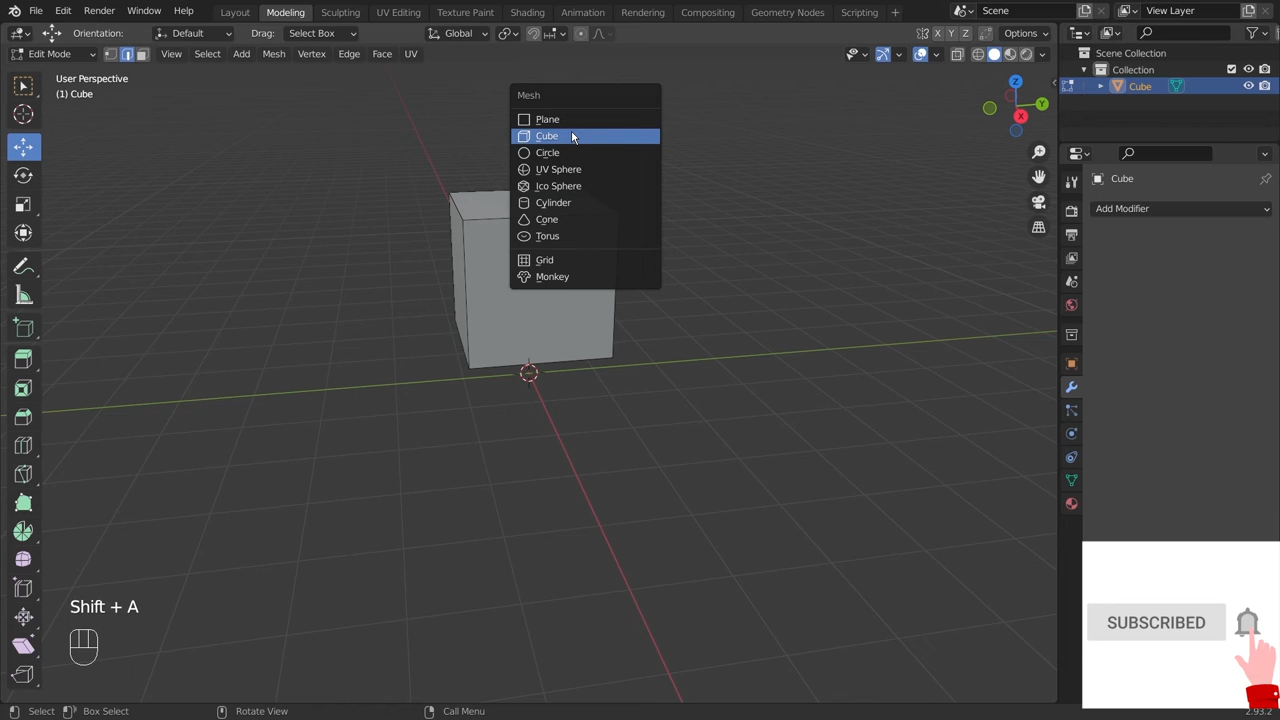 File Edit Render Window Help Layout Modeling Sculpting UV Editing Texture Paint Shading Animation Rendering Compositing Geometry Nodes Scripting + Scene View Layer
Orientation: Default Drag: Select Box Global X Y Z Options
Edit Mode View Select Add Mesh Vertex Edge Face UV
Scene Collection
Collection
Cube
User Perspective
(1) Cube
Z
Y
X
Mesh
Plane
Cube
Circle
UV Sphere
Ico Sphere
Cylinder
Cone
Torus
Grid
Monkey
Cube
Add Modifier
Shift + A
SUBSCRIBED
Select Box Select Rotate View Call Menu 2.93.2